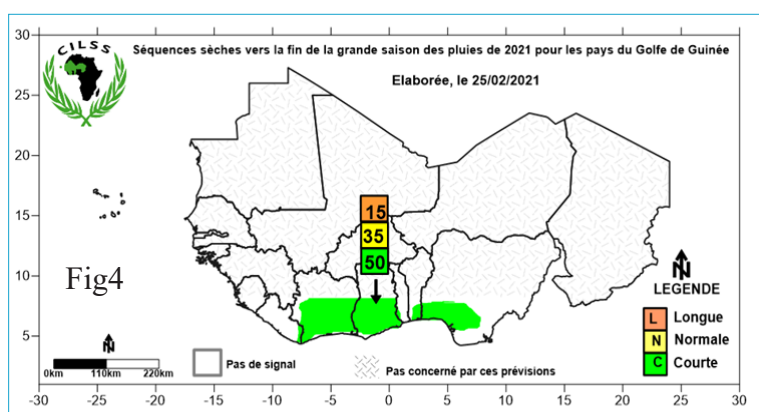 CILSS
Séquences sèches vers la fin de la grande saison des pluies de 2021 pour les pays du Golfe de Guinée
Elaborée, le 25/02/2021
30
25
20
15
10
5
15
35
50
Fig4
N
LEGENDE
L Longue
N Normale
C Courte
N
0km 110km 220km
Pas de signal
Pas concerné par ces prévisions
-30 -25 -20 -15 -10 -5 0 5 10 15 20 25 30